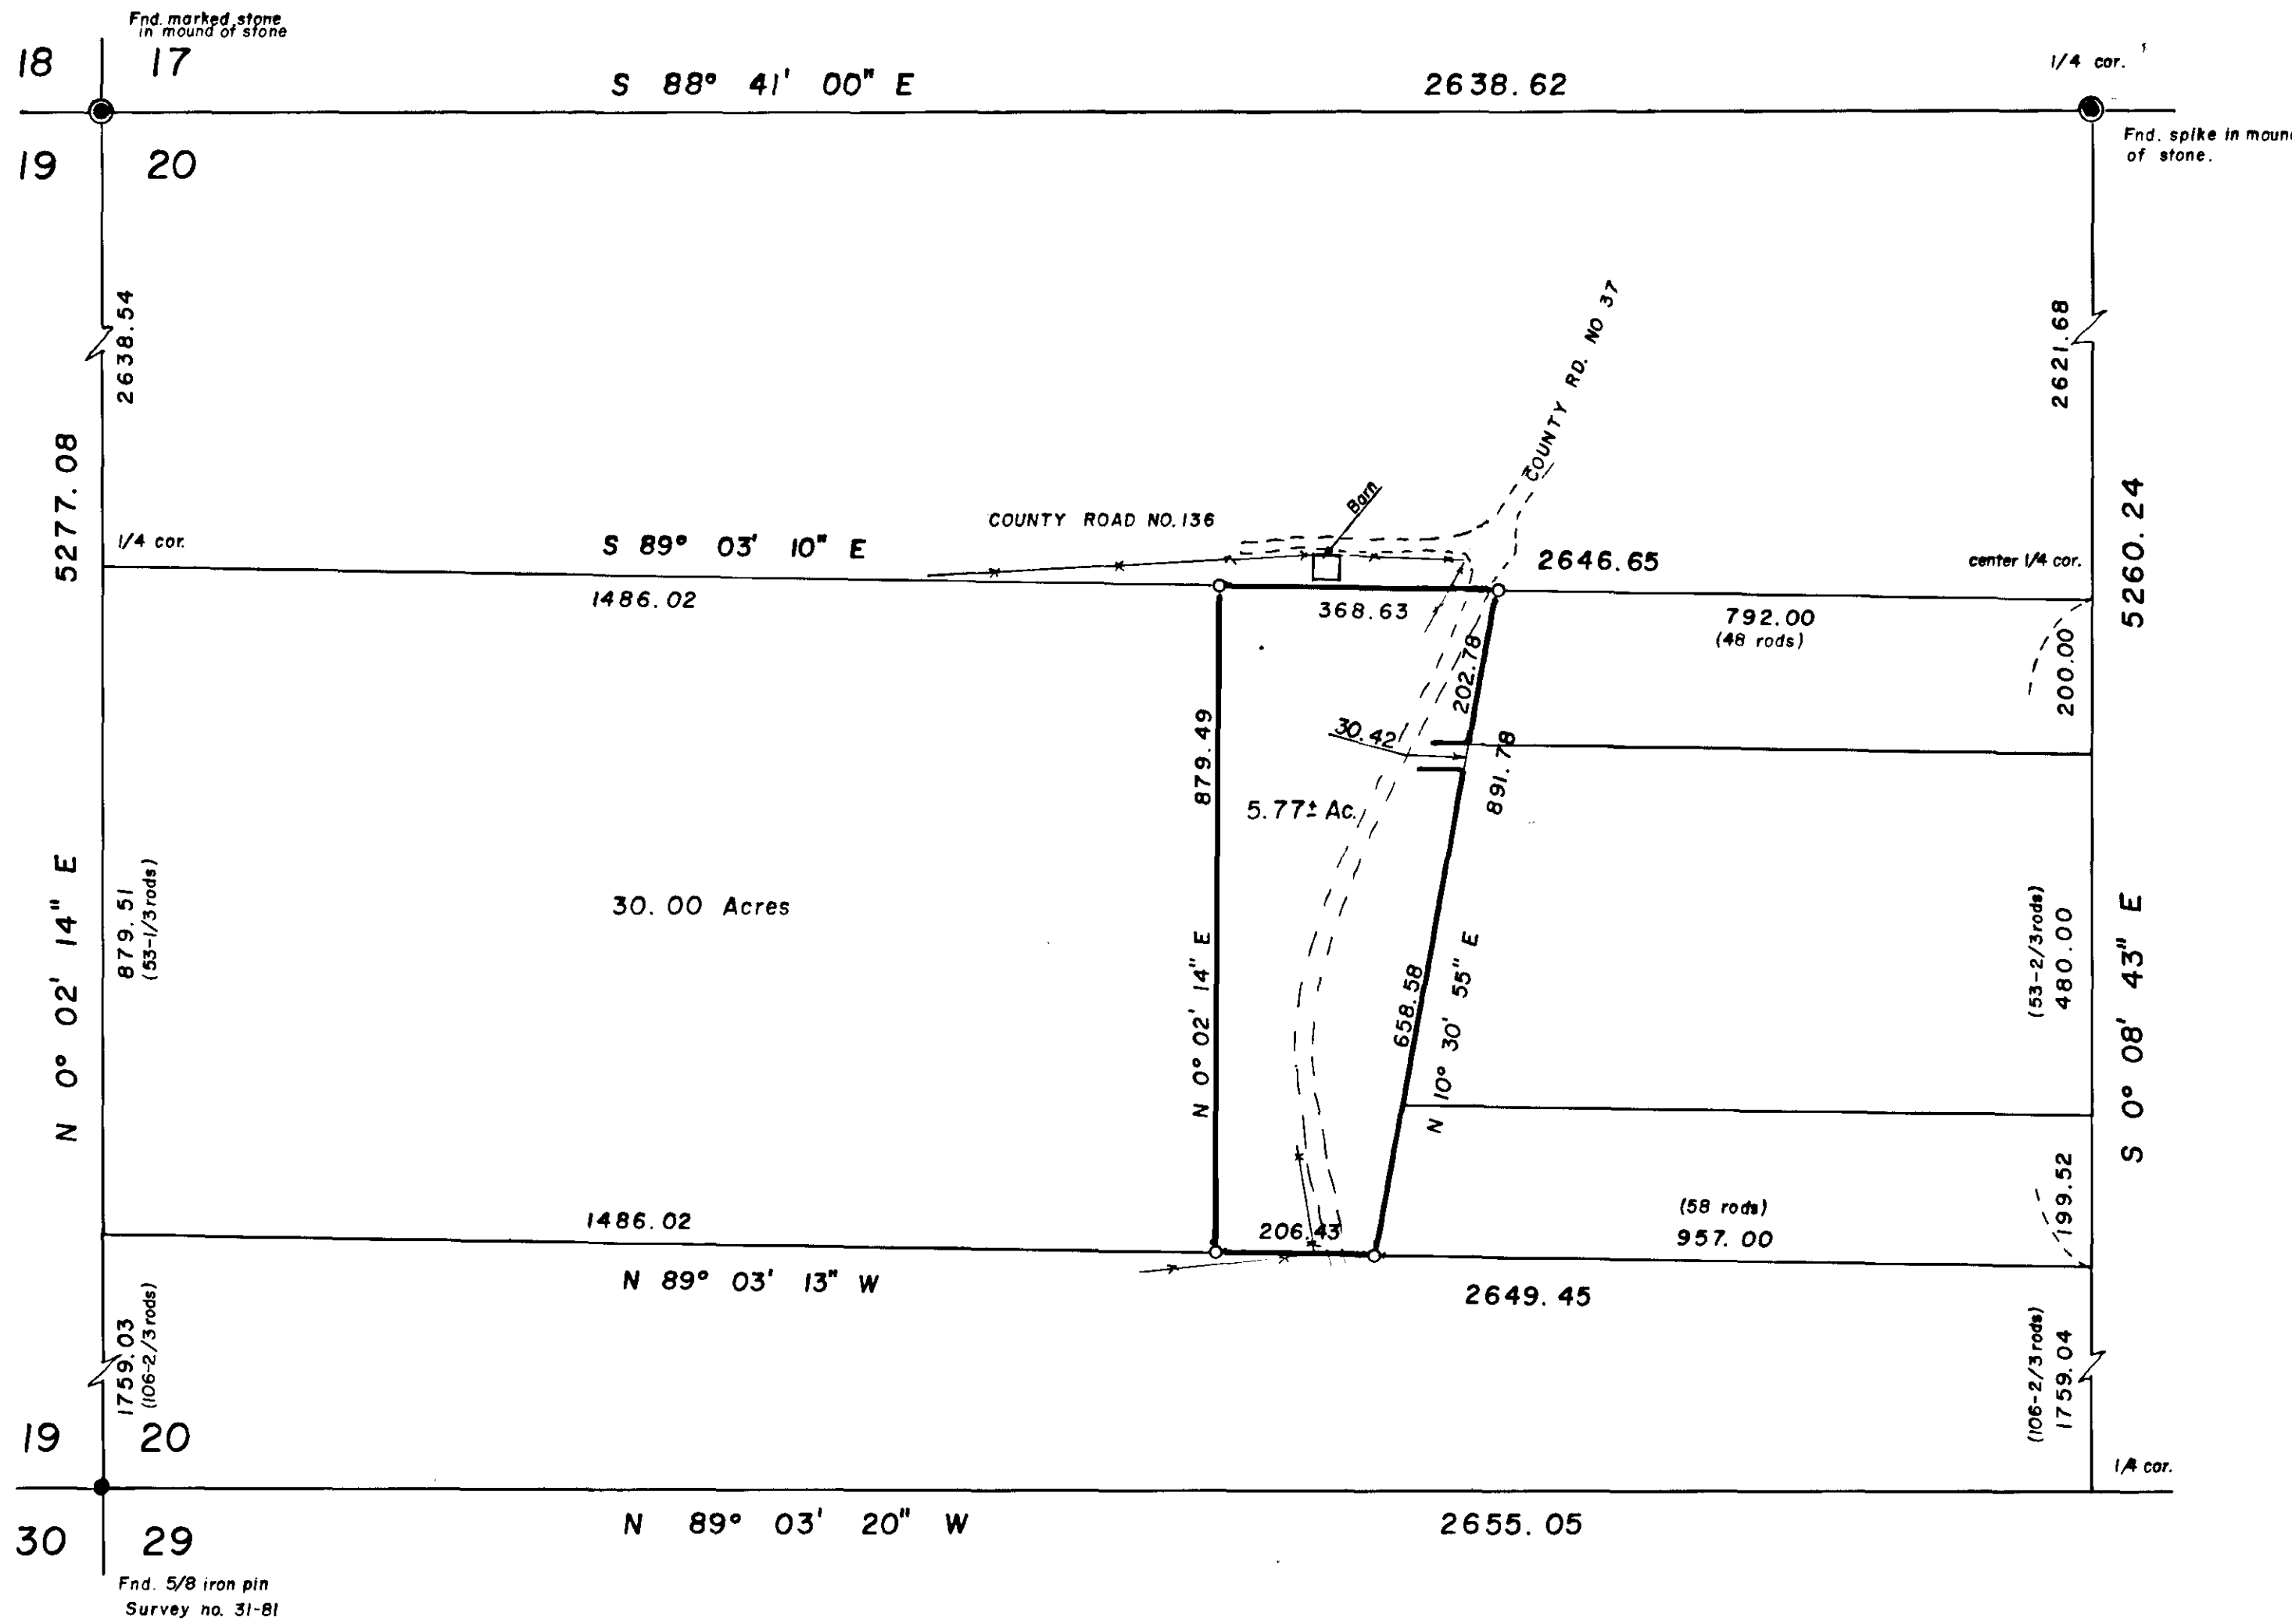 Fnd. marked stone
in mound of stone
18 17
1/4 cor.
S 88° 41' 00" E 2638.62
Fnd. spike in moun
of stone.
19 20
2638.54
2621.68
COUNTY RD. NO 37
5277.08
5260.24
Barn
COUNTY ROAD NO. 136
1/4 cor.
S 89° 03' 10" E
2646.65
center 1/4 cor.
1486.02
368.63
792.00
(48 rods)
200.00
202.78
30.42
879.49
891.78
5.77± Ac.
30.00 Acres
N 0° 02' 14" E
879.51
(53-1/3 rods)
N 0° 02' 14" E
658.58
N 10° 30' 55" E
(53-2/3 rods)
480.00
S 0° 08' 43" E
199.52
(58 rods)
957.00
1486.02
206.43
N 89° 03' 13" W
2649.45
1759.03
(106-2/3 rods)
(106-2/3 rods)
1759.04
19 20
1/4 cor.
N 89° 03' 20" W 2655.05
30 29
Fnd. 5/8 iron pin
Survey no. 31-81